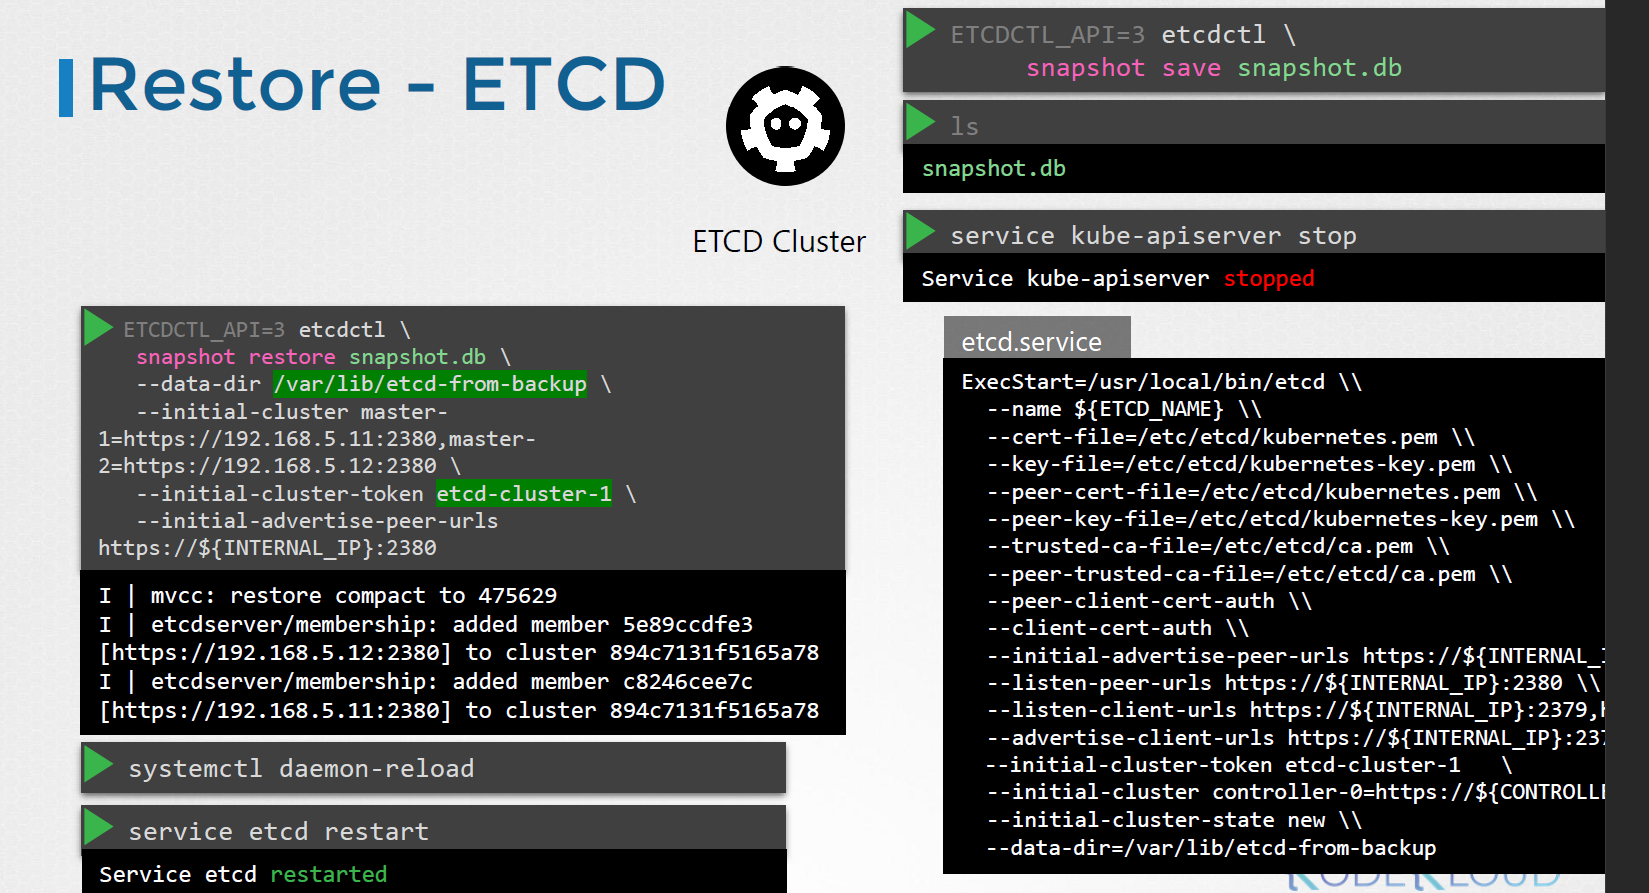 Restore - ETCD
ETCD Cluster
ETCDCTL_API=3 etcdctl \
snapshot save snapshot.db
ls
snapshot.db
service kube-apiserver stop
Service kube-apiserver stopped
ETCDCTL_API=3 etcdctl \
snapshot restore snapshot.db \
--data-dir /var/lib/etcd-from-backup \
--initial-cluster master-
1=https://192.168.5.11:2380,master-
2=https://192.168.5.12:2380 \
--initial-cluster-token etcd-cluster-1 \
--initial-advertise-peer-urls
https://${INTERNAL_IP}:2380
I | mvcc: restore compact to 475629
I | etcdserver/membership: added member 5e89ccdfe3
[https://192.168.5.12:2380] to cluster 894c7131f5165a78
I | etcdserver/membership: added member c8246cee7c
[https://192.168.5.11:2380] to cluster 894c7131f5165a78
systemctl daemon-reload
service etcd restart
Service etcd restarted
etcd.service
ExecStart=/usr/local/bin/etcd \\
--name ${ETCD_NAME} \\
--cert-file=/etc/etcd/kubernetes.pem \\
--key-file=/etc/etcd/kubernetes-key.pem \\
--peer-cert-file=/etc/etcd/kubernetes.pem \\
--peer-key-file=/etc/etcd/kubernetes-key.pem \\
--trusted-ca-file=/etc/etcd/ca.pem \\
--peer-trusted-ca-file=/etc/etcd/ca.pem \\
--peer-client-cert-auth \\
--client-cert-auth \\
--initial-advertise-peer-urls https://${INTERNAL_
--listen-peer-urls https://${INTERNAL_IP}:2380 \\
--listen-client-urls https://${INTERNAL_IP}:2379,
--advertise-client-urls https://${INTERNAL_IP}:237
--initial-cluster-token etcd-cluster-1 \
--initial-cluster controller-0=https://${CONTROLLE
--initial-cluster-state new \\
--data-dir=/var/lib/etcd-from-backup
KODEKLOUD